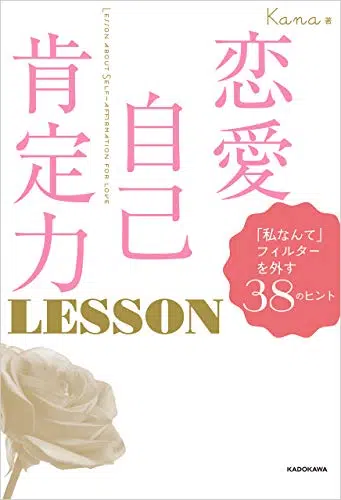 Kana 著
恋愛
自己
肯定力
LESSON ABOUT SELF-AFFIRMATION FOR LOVE
LESSON
「私なんて」
フィルター
を外す
38のヒント
KADOKAWA